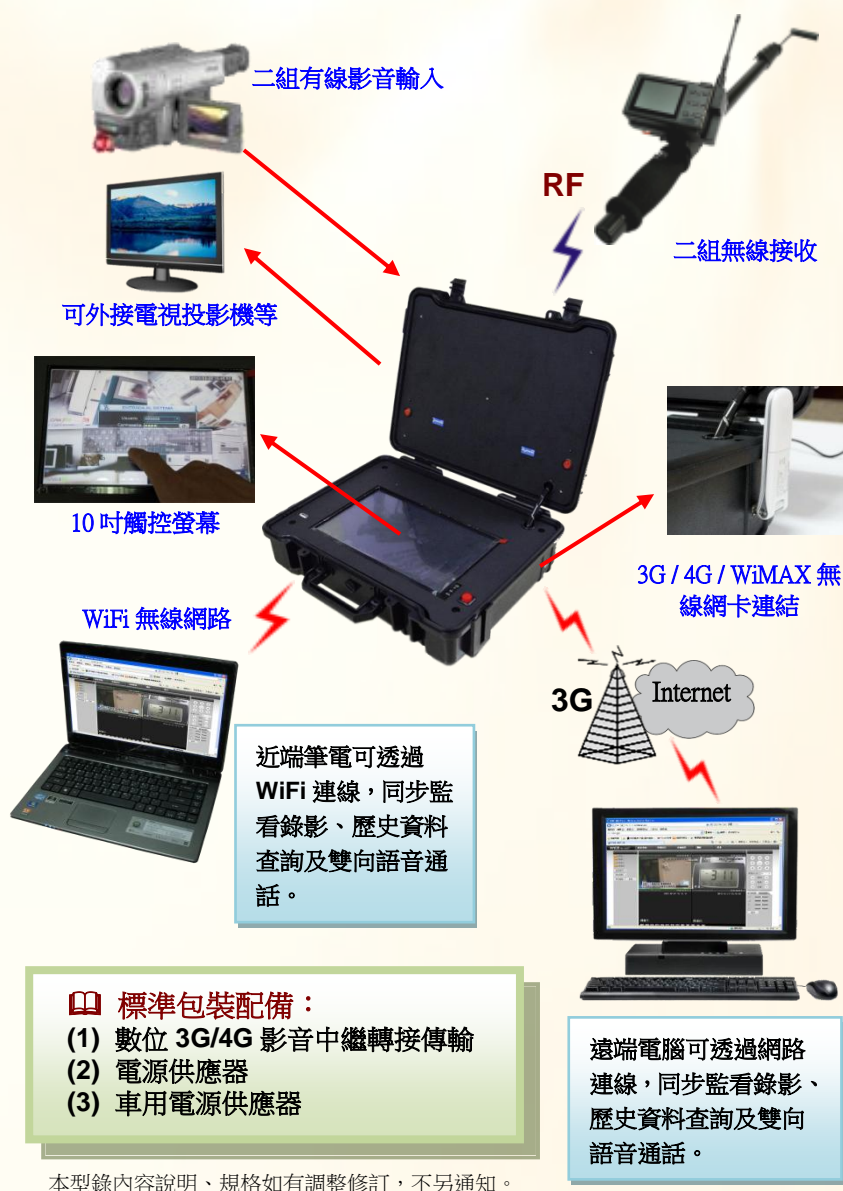 二組有線影音輸入
RF
二組無線接收
可外接電視投影機等
10 吋觸控螢幕
3G / 4G / WiMAX 無
線網卡連結
WiFi 無線網路
3G
Internet
近端筆電可透過
WiFi 連線，同步監
看錄影、歷史資料
查詢及雙向語音通
話。
標準包裝配備：
(1) 數位 3G/4G 影音中繼轉接傳輸
(2) 電源供應器
(3) 車用電源供應器
遠端電腦可透過網路
連線，同步監看錄影、
歷史資料查詢及雙向
語音通話。
本型錄內容說明、規格如有調整修訂，不另通知。